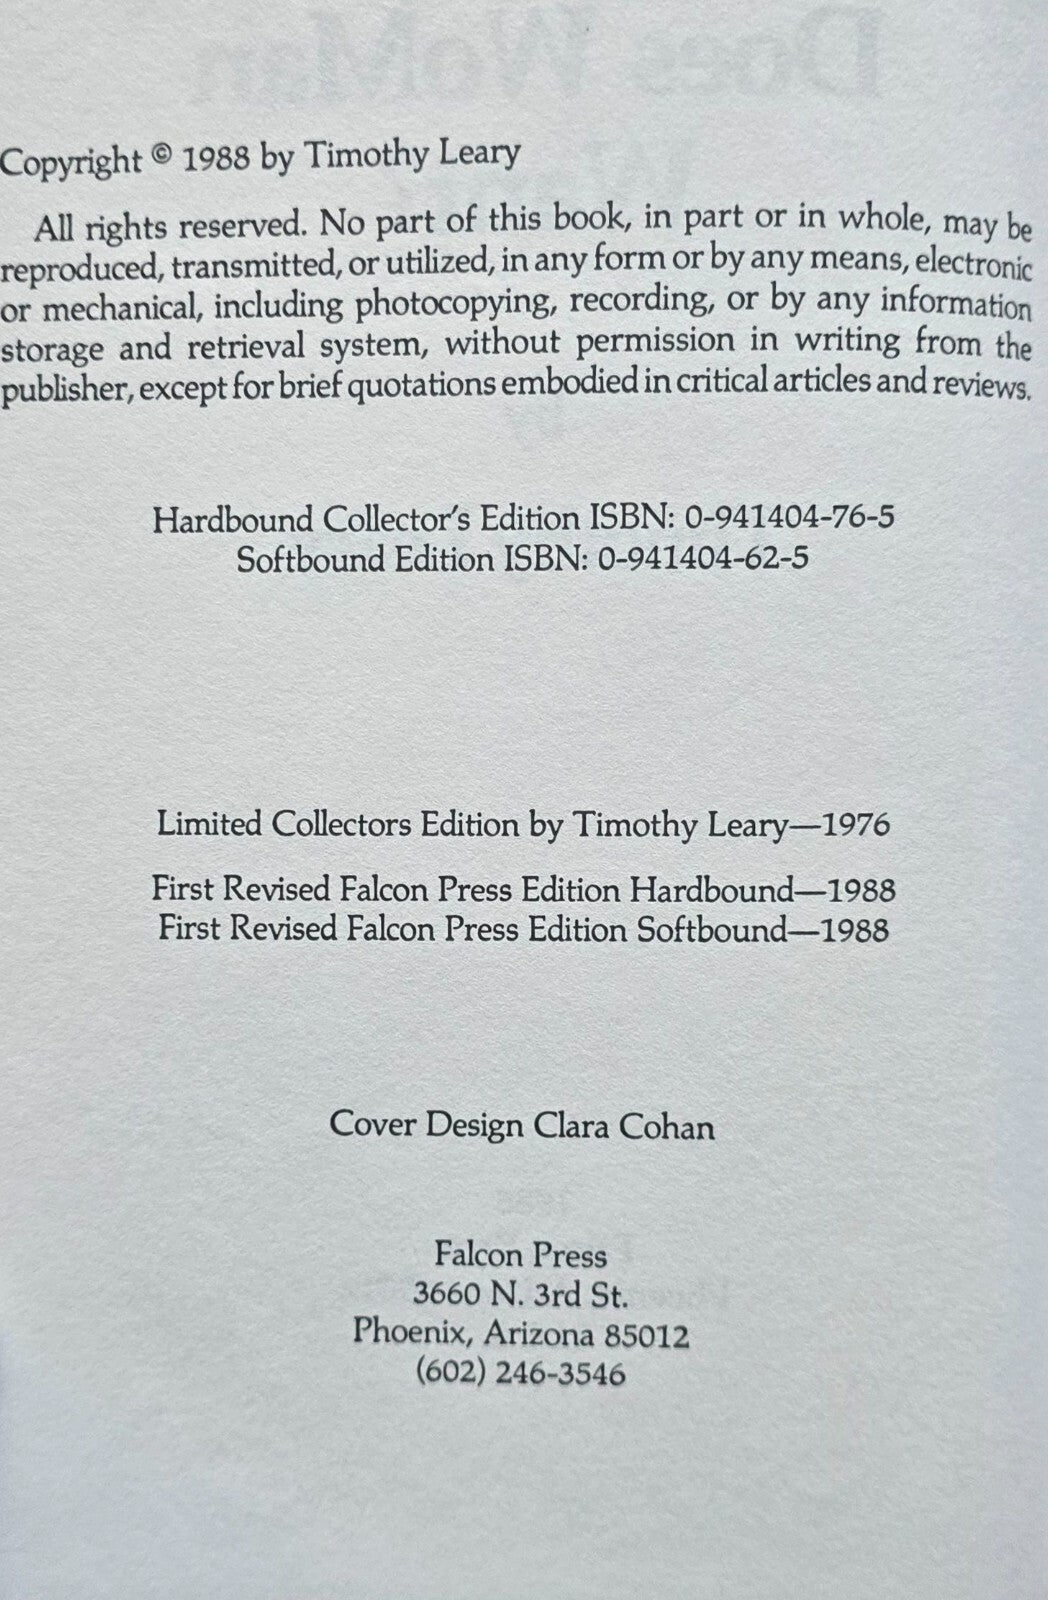 Does WoMan
Copyright © 1988 by Timothy Leary
All rights reserved. No part of this book, in part or in whole, may be
reproduced, transmitted, or utilized, in any form or by any means, electronic
or mechanical, including photocopying, recording, or by any information
storage and retrieval system, without permission in writing from the
publisher, except for brief quotations embodied in critical articles and reviews.
Hardbound Collector's Edition ISBN: 0-941404-76-5
Softbound Edition ISBN: 0-941404-62-5
Limited Collectors Edition by Timothy Leary—1976
First Revised Falcon Press Edition Hardbound—1988
First Revised Falcon Press Edition Softbound—1988
Cover Design Clara Cohan
Falcon Press
3660 N. 3rd St.
Phoenix, Arizona 85012
(602) 246-3546